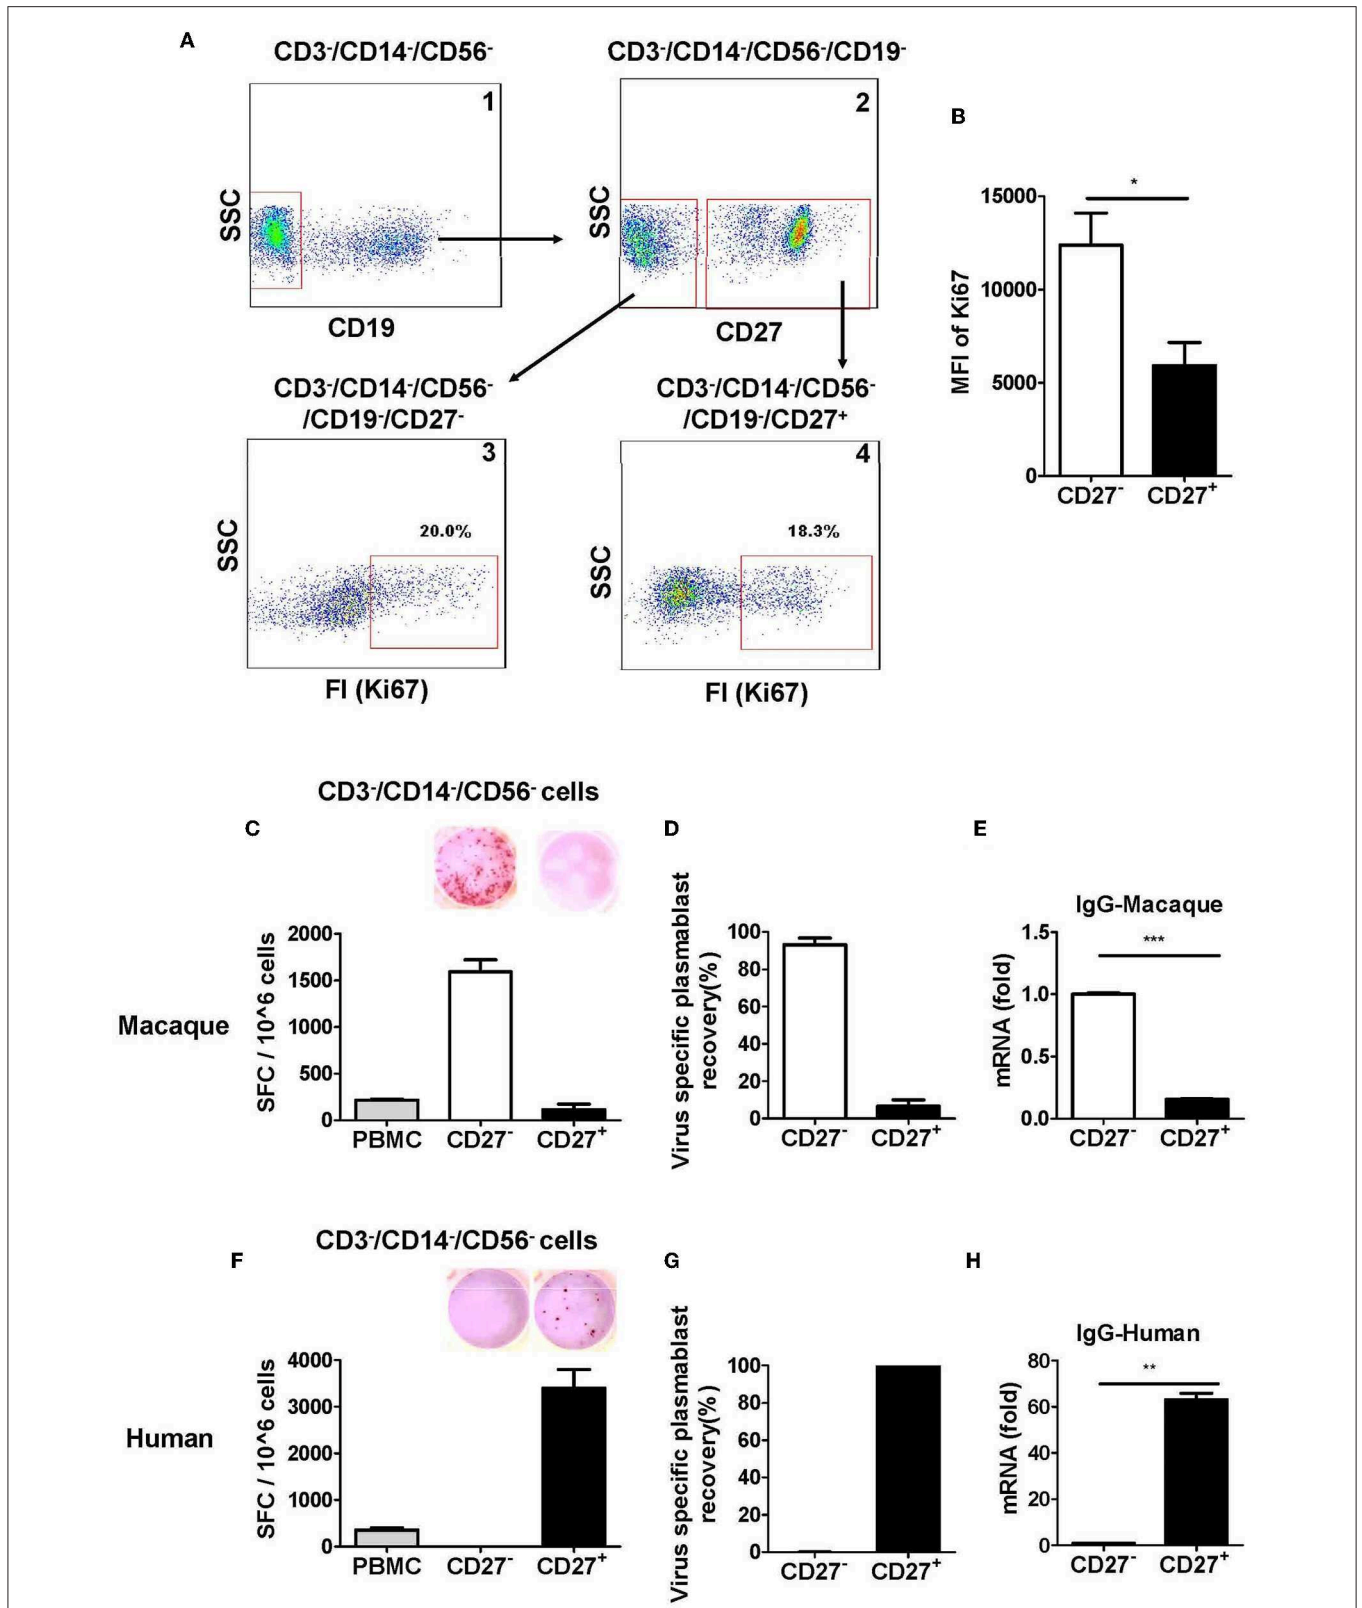 A
CD3⁻/CD14⁻/CD56⁻
1
SSC
CD19
CD3⁻/CD14⁻/CD56⁻/CD19⁻
2
SSC
CD27
CD3⁻/CD14⁻/CD56⁻
/CD19⁻/CD27⁻
3
20.0%
SSC
FI (Ki67)
CD3⁻/CD14⁻/CD56⁻
/CD19⁻/CD27⁺
4
18.3%
SSC
FI (Ki67)
B
*
MFI of Ki67
15000
10000
5000
0
CD27⁻ CD27⁺
Macaque
CD3⁻/CD14⁻/CD56⁻ cells
C
SFC / 10^6 cells
2000
1500
1000
500
0
PBMC CD27⁻ CD27⁺
D
Virus specific plasmablast
recovery(%)
100
80
60
40
20
0
CD27⁻ CD27⁺
E
IgG-Macaque
***
mRNA (fold)
1.5
1.0
0.5
0.0
CD27⁻ CD27⁺
Human
CD3⁻/CD14⁻/CD56⁻ cells
F
SFC / 10^6 cells
4000
3000
2000
1000
0
PBMC CD27⁻ CD27⁺
G
Virus specific plasmablast
recovery(%)
100
80
60
40
20
0
CD27⁻ CD27⁺
H
IgG-Human
**
mRNA (fold)
80
60
40
20
0
CD27⁻ CD27⁺